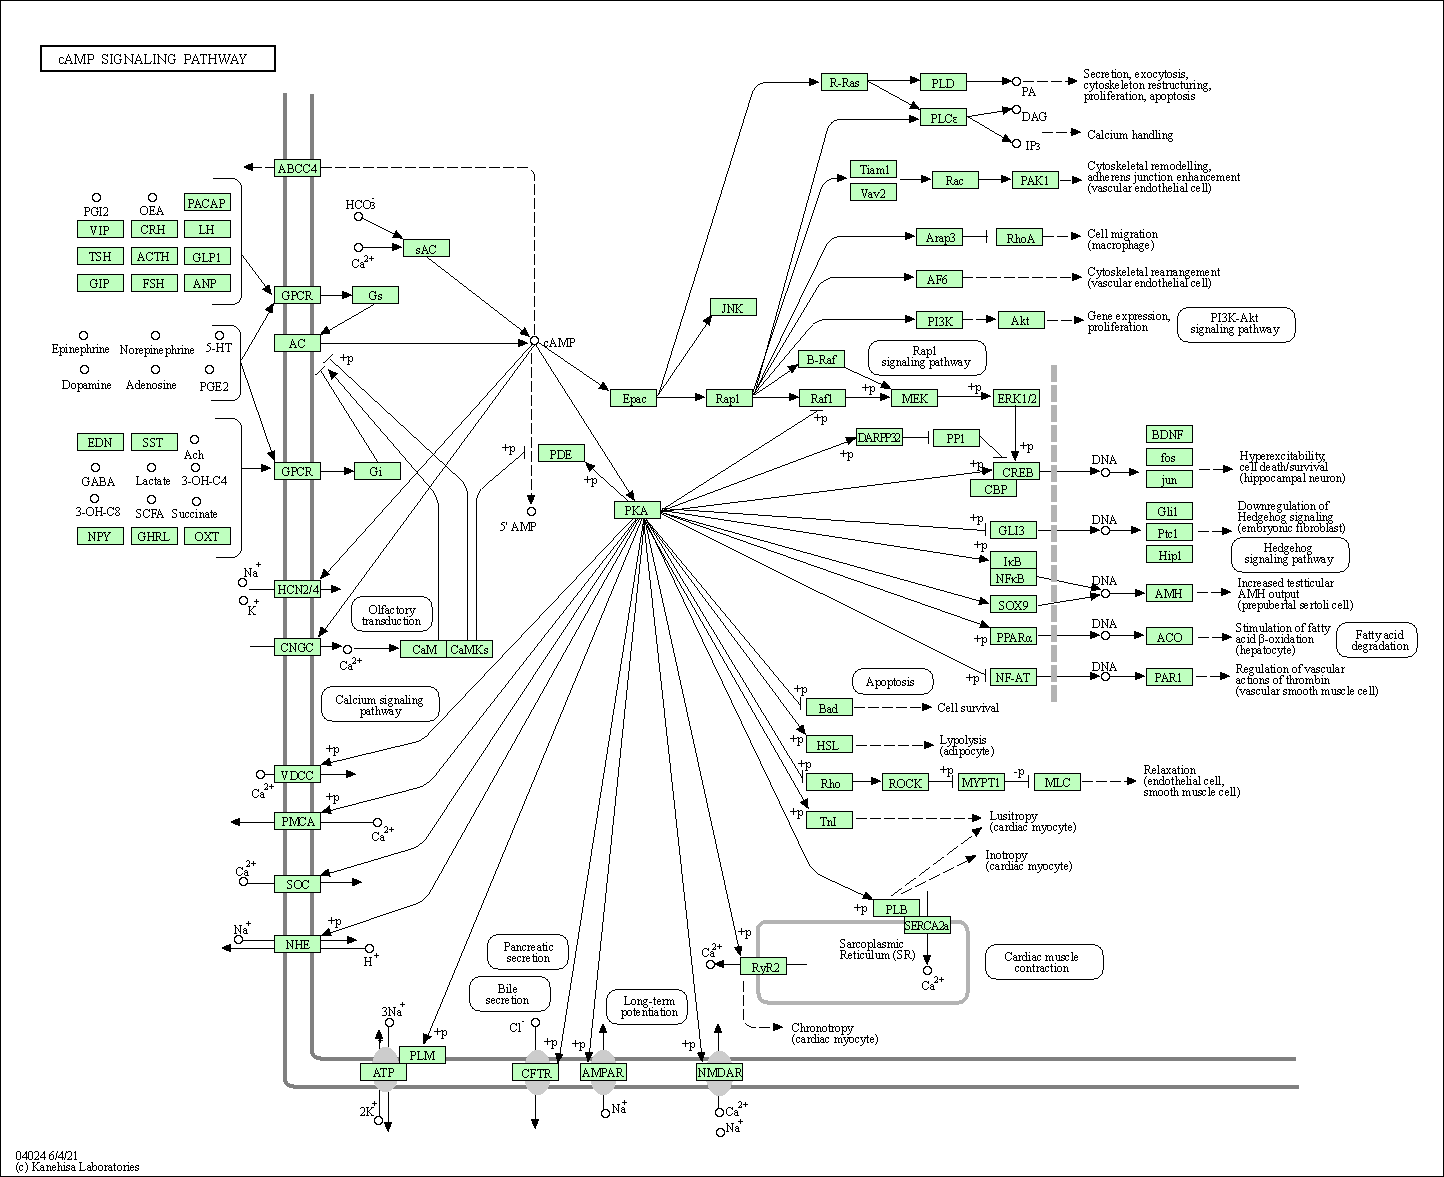 cAMP SIGNALING PATHWAY
R-Ras
PLD
PA
Secretion, exocytosis,
cytoskeleton restructuring,
proliferation, apoptosis
PLCε
DAG
IP3
Calcium handling
ABCC4
Tiam1
Vav2
Rac
PAK1
Cytoskeletal remodelling,
adherens junction enhancement
(vascular endothelial cell)
PGI2
OEA
PACAP
VIP
CRH
LH
TSH
ACTH
GLP1
GIP
FSH
ANP
HCO3-
Ca2+
sAC
Arap3
RhoA
Cell migration
(macrophage)
AF6
Cytoskeletal rearrangement
(vascular endothelial cell)
GPCR
Gs
JNK
PI3K
Akt
Gene expression,
proliferation
PI3K-Akt
signaling pathway
Epinephrine
Norepinephrine
5-HT
Dopamine
Adenosine
PGE2
AC
+p
cAMP
B-Raf
Rap1
signaling pathway
Epac
Rap1
Raf1
+p
MEK
+p
ERK1/2
+p
EDN
SST
Ach
GABA
Lactate
3-OH-C4
3-OH-C8
SCFA
Succinate
NPY
GHRL
OXT
GPCR
Gi
+p
PDE
+p
5' AMP
PKA
DARPP32
+p
PP1
+p
+p
CREB
CBP
DNA
BDNF
fos
jun
Hyperexcitability,
cell death/survival
(hippocampal neuron)
+p
GLI3
DNA
Gli1
Ptc1
Hip1
Downregulation of
Hedgehog signaling
(embryonic fibroblast)
Hedgehog
signaling pathway
+p
IκB
NFκB
SOX9
DNA
AMH
Increased testticular
AMH output
(prepubertal sertoli cell)
+p
PPARα
DNA
ACO
Stimulation of fatty
acid β-oxidation
(hepatocyte)
Fatty acid
degradation
+p
NF-AT
DNA
PAR1
Regulation of vascular
actions of thrombin
(vascular smooth muscle cell)
Na+
K+
HCN2/4
Olfactory
transduction
CNGC
Ca2+
CaM
CaMKs
Calcium signaling
pathway
Apoptosis
+p
Bad
Cell survival
+p
HSL
Lypolysis
(adipocyte)
+p
Rho
ROCK
+p
MYPT1
-p
MLC
Relaxation
(endothelial cell,
smooth muscle cell)
+p
TnI
Lusitropy
(cardiac myocyte)
Inotropy
(cardiac myocyte)
+p
VDCC
Ca2+
+p
PMCA
Ca2+
Ca2+
SOC
+p
Na+
NHE
H+
+p
PLB
SERCA2a
Sarcoplasmic
Reticulum (SR)
Ca2+
+p
Ca2+
RyR2
Cardiac muscle
contraction
Pancreatic
secretion
Bile
secretion
Long-term
potentiation
Chronotropy
(cardiac myocyte)
3Na+
+p
PLM
ATP
2K+
Cl-
+p
CFTR
+p
AMPAR
Na+
+p
NMDAR
Ca2+
Na+
04024 6/4/21
(c) Kanehisa Laboratories